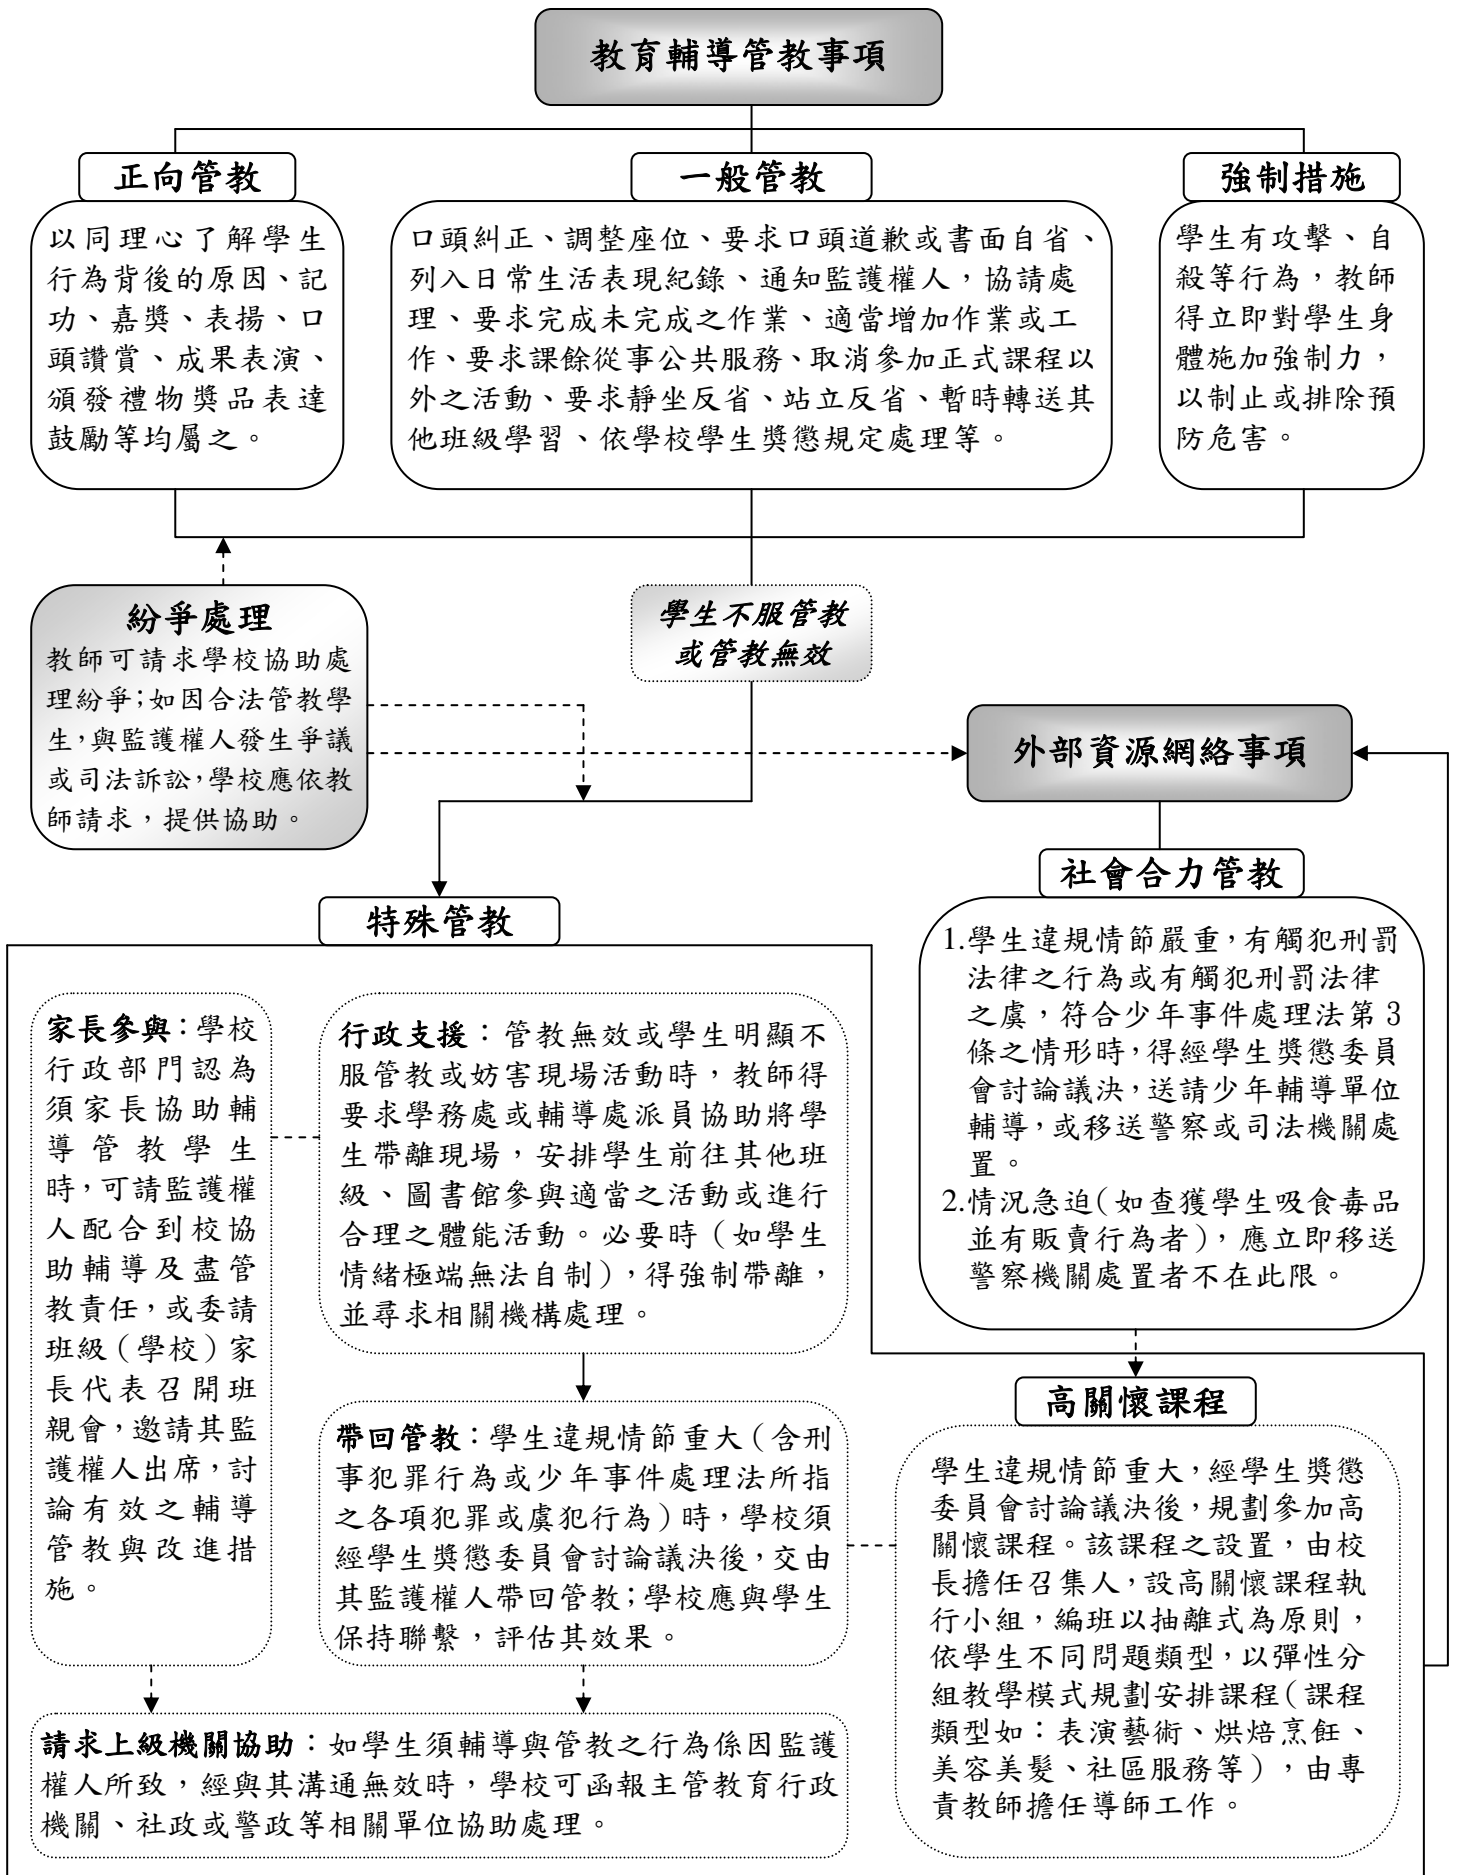 教育輔導管教事項
正向管教
以同理心了解學生
行為背後的原因、記
功、嘉獎、表揚、口
頭讚賞、成果表演、
頒發禮物獎品表達
鼓勵等均屬之。
一般管教
口頭糾正、調整座位、要求口頭道歉或書面自省、
列入日常生活表現紀錄、通知監護權人，協請處
理、要求完成未完成之作業、適當增加作業或工
作、要求課餘從事公共服務、取消參加正式課程以
外之活動、要求靜坐反省、站立反省、暫時轉送其
他班級學習、依學校學生獎懲規定處理等。
強制措施
學生有攻擊、自
殺等行為，教師
得立即對學生身
體施加強制力，
以制止或排除預
防危害。
紛爭處理
教師可請求學校協助處
理紛爭；如因合法管教學
生，與監護權人發生爭議
或司法訴訟，學校應依教
師請求，提供協助。
學生不服管教
或管教無效
外部資源網絡事項
社會合力管教
1.學生違規情節嚴重，有觸犯刑罰
法律之行為或有觸犯刑罰法律
之虞，符合少年事件處理法第 3
條之情形時，得經學生獎懲委員
會討論議決，送請少年輔導單位
輔導，或移送警察或司法機關處
置。
2.情況急迫（如查獲學生吸食毒品
並有販賣行為者），應立即移送
警察機關處置者不在此限。
特殊管教
家長參與：學校
行政部門認為
須家長協助輔
導管教學生
時，可請監護權
人配合到校協
助輔導及盡管
教責任，或委請
班級（學校）家
長代表召開班
親會，邀請其監
護權人出席，討
論有效之輔導
管教與改進措
施。
行政支援：管教無效或學生明顯不
服管教或妨害現場活動時，教師得
要求學務處或輔導處派員協助將學
生帶離現場，安排學生前往其他班
級、圖書館參與適當之活動或進行
合理之體能活動。必要時（如學生
情緒極端無法自制），得強制帶離，
並尋求相關機構處理。
帶回管教：學生違規情節重大（含刑
事犯罪行為或少年事件處理法所指
之各項犯罪或虞犯行為）時，學校須
經學生獎懲委員會討論議決後，交由
其監護權人帶回管教；學校應與學生
保持聯繫，評估其效果。
高關懷課程
學生違規情節重大，經學生獎懲
委員會討論議決後，規劃參加高
關懷課程。該課程之設置，由校
長擔任召集人，設高關懷課程執
行小組，編班以抽離式為原則，
依學生不同問題類型，以彈性分
組教學模式規劃安排課程（課程
類型如：表演藝術、烘焙烹飪、
美容美髮、社區服務等），由專
責教師擔任導師工作。
請求上級機關協助：如學生須輔導與管教之行為係因監護
權人所致，經與其溝通無效時，學校可函報主管教育行政
機關、社政或警政等相關單位協助處理。